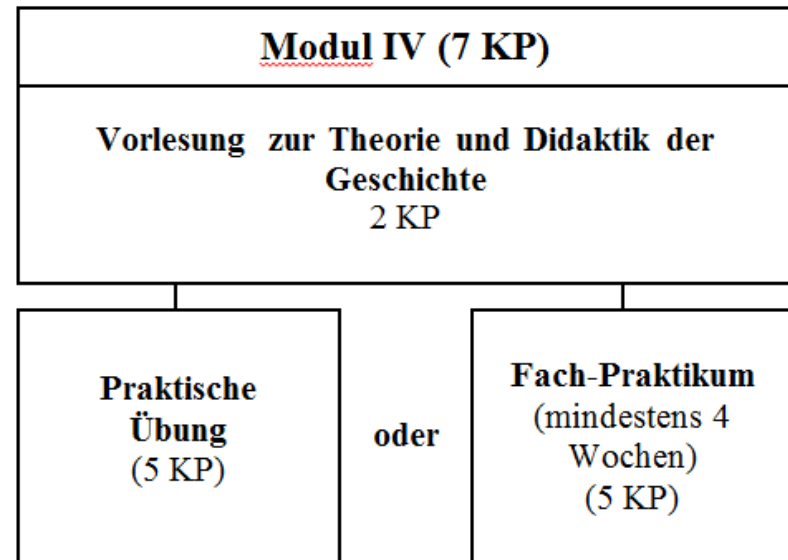 Modul IV (7 KP)
Vorlesung zur Theorie und Didaktik der
Geschichte
2 KP
Praktische
Übung
(5 KP)
oder
Fach-Praktikum
(mindestens 4
Wochen)
(5 KP)